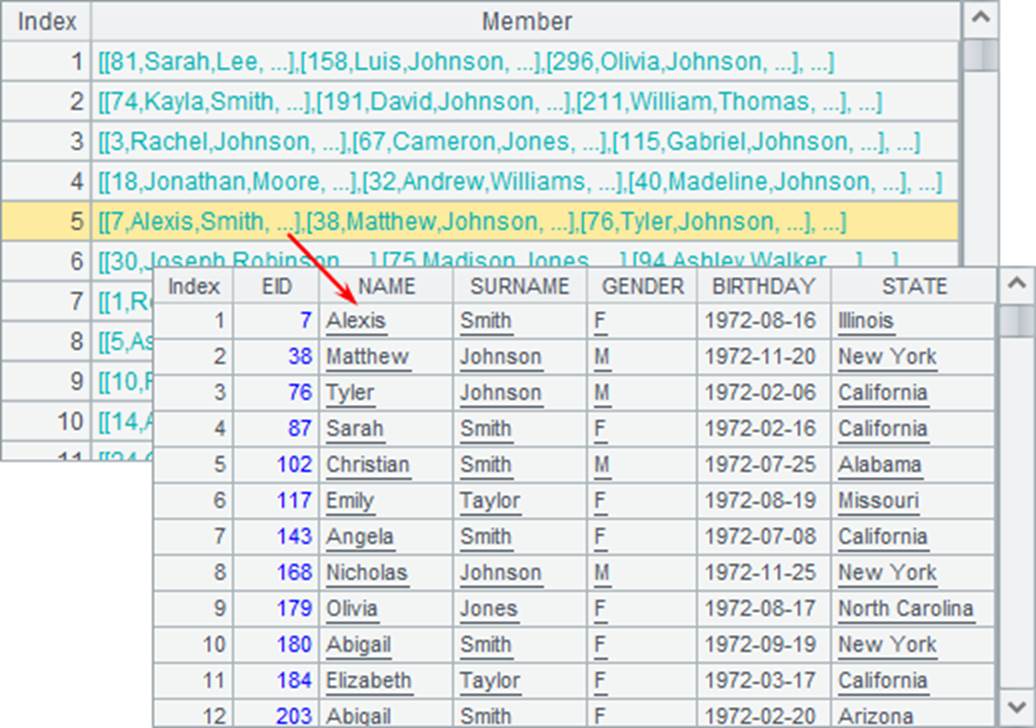 Index Member
1 [[81,Sarah,Lee, ...],[158,Luis,Johnson, ...],[296,Olivia,Johnson, ...], ...]
2 [[74,Kayla,Smith, ...],[191,David,Johnson, ...],[211,William,Thomas, ...], ...]
3 [[3,Rachel,Johnson, ...],[67,Cameron,Jones, ...],[115,Gabriel,Johnson, ...], ...]
4 [[18,Jonathan,Moore, ...],[32,Andrew,Williams, ...],[40,Madeline,Johnson, ...], ...]
5 [[7,Alexis,Smith, ...],[38,Matthew,Johnson, ...],[76,Tyler,Johnson, ...], ...]
6 [[30,Joseph,Robinson, ...],[75,Madison,Jones, ...],[94,Ashley,Walker, ...], ...]
7 [[1,R
8 [[5,As
9 [[10,
10 [[14,A
11
Index EID NAME SURNAME GENDER BIRTHDAY STATE
1 7 Alexis Smith F 1972-08-16 Illinois
2 38 Matthew Johnson M 1972-11-20 New York
3 76 Tyler Johnson M 1972-02-06 California
4 87 Sarah Smith F 1972-02-16 California
5 102 Christian Smith M 1972-07-25 Alabama
6 117 Emily Taylor F 1972-08-19 Missouri
7 143 Angela Smith F 1972-07-08 California
8 168 Nicholas Johnson M 1972-11-25 New York
9 179 Olivia Jones F 1972-08-17 North Carolina
10 180 Abigail Smith F 1972-09-19 New York
11 184 Elizabeth Taylor F 1972-03-17 California
12 203 Abigail Smith F 1972-02-20 Arizona